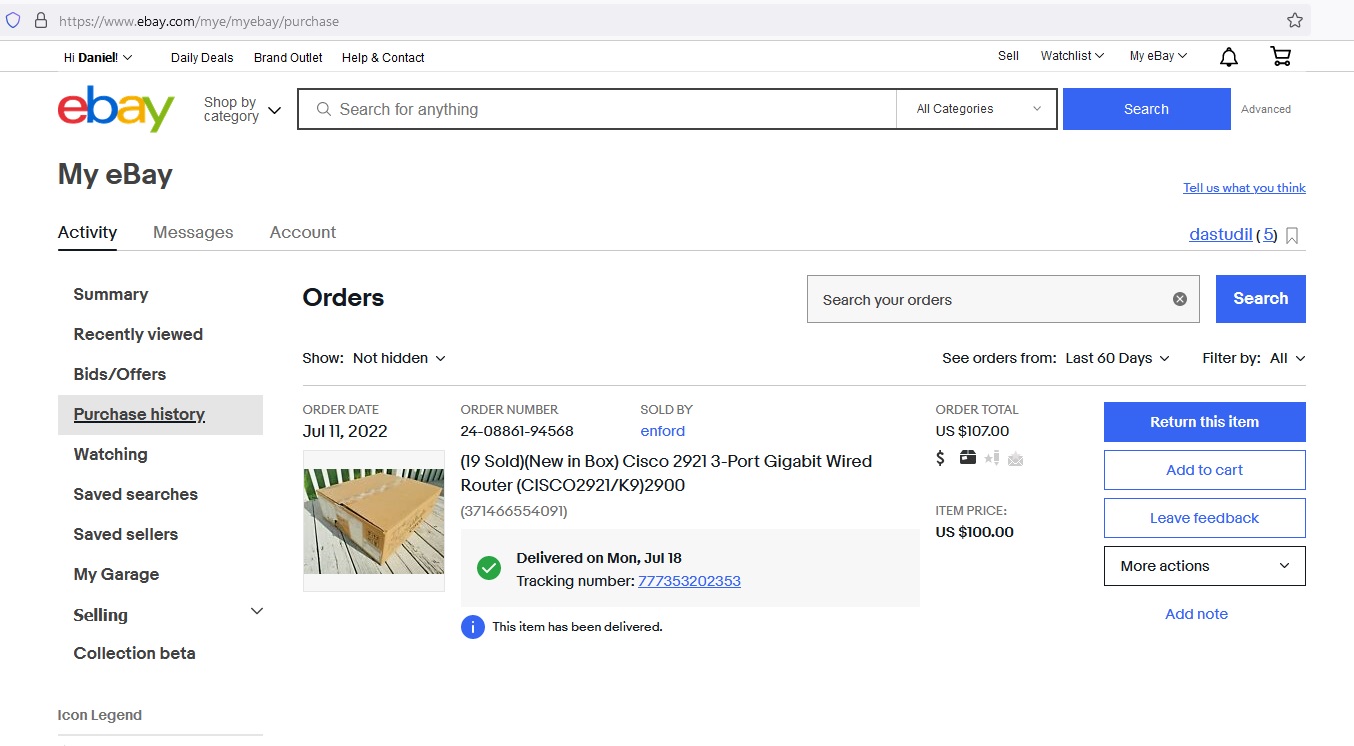 https://www.ebay.com/mye/myebay/purchase
Hi Daniel! Daily Deals Brand Outlet Help & Contact Sell Watchlist My eBay
ebay Shop by category Search for anything All Categories Search Advanced
My eBay
Tell us what you think
Activity Messages Account dastudil (5)
Summary
Recently viewed
Bids/Offers
Purchase history
Watching
Saved searches
Saved sellers
My Garage
Selling
Collection beta
Icon Legend
Orders Search your orders Search
Show: Not hidden See orders from: Last 60 Days Filter by: All
ORDER DATE
Jul 11, 2022
ORDER NUMBER
24-08861-94568
SOLD BY
enford
(19 Sold)(New in Box) Cisco 2921 3-Port Gigabit Wired
Router (CISCO2921/K9)2900
(371466554091)
Delivered on Mon, Jul 18
Tracking number: 777353202353
This item has been delivered.
ORDER TOTAL
US $107.00
$
ITEM PRICE:
US $100.00
Return this item
Add to cart
Leave feedback
More actions
Add note